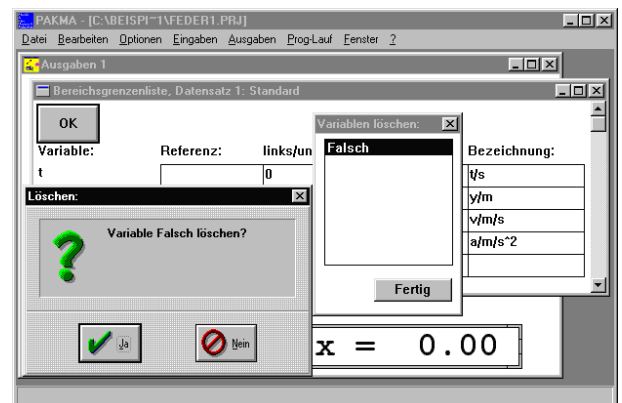 PAKMA - [C:\BEISPI~1\FEDER1.PRJ]
Datei Bearbeiten Optionen Eingaben Ausgaben Prog-Lauf Fenster ?
Ausgaben 1
Bereichsgrenzenliste, Datensatz 1: Standard
OK
Variable: Referenz: links/un Bezeichnung:
t 0 t/s
y/m
v/m/s
a/m/s^2
Variablen löschen:
Falsch
Fertig
Löschen:
Variable Falsch löschen?
Ja
Nein
x = 0.00